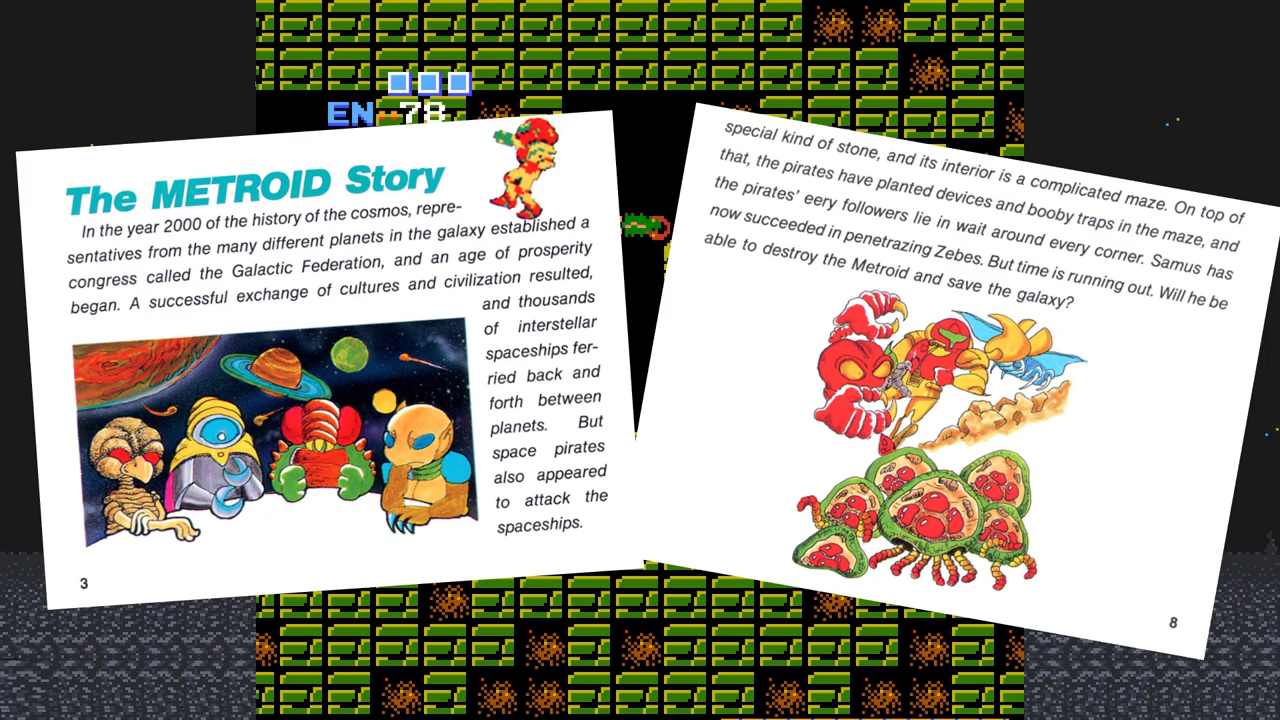 EN 78
The METROID Story
In the year 2000 of the history of the cosmos, repre-
sentatives from the many different planets in the galaxy established a
congress called the Galactic Federation, and an age of prosperity
began. A successful exchange of cultures and civilization resulted,
and thousands
of interstellar
spaceships fer-
ried back and
forth between
planets. But
space pirates
also appeared
to attack the
spaceships.
3
special kind of stone, and its interior is a complicated maze. On top of
that, the pirates have planted devices and booby traps in the maze, and
the pirates' eery followers lie in wait around every corner. Samus has
now succeeded in penetrazing Zebes. But time is running out. Will he be
able to destroy the Metroid and save the galaxy?
8